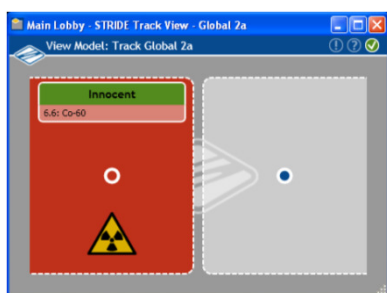 Main Lobby - STRIDE Track View - Global 2a
View Model: Track Global 2a
Innocent
6.6: Co-60